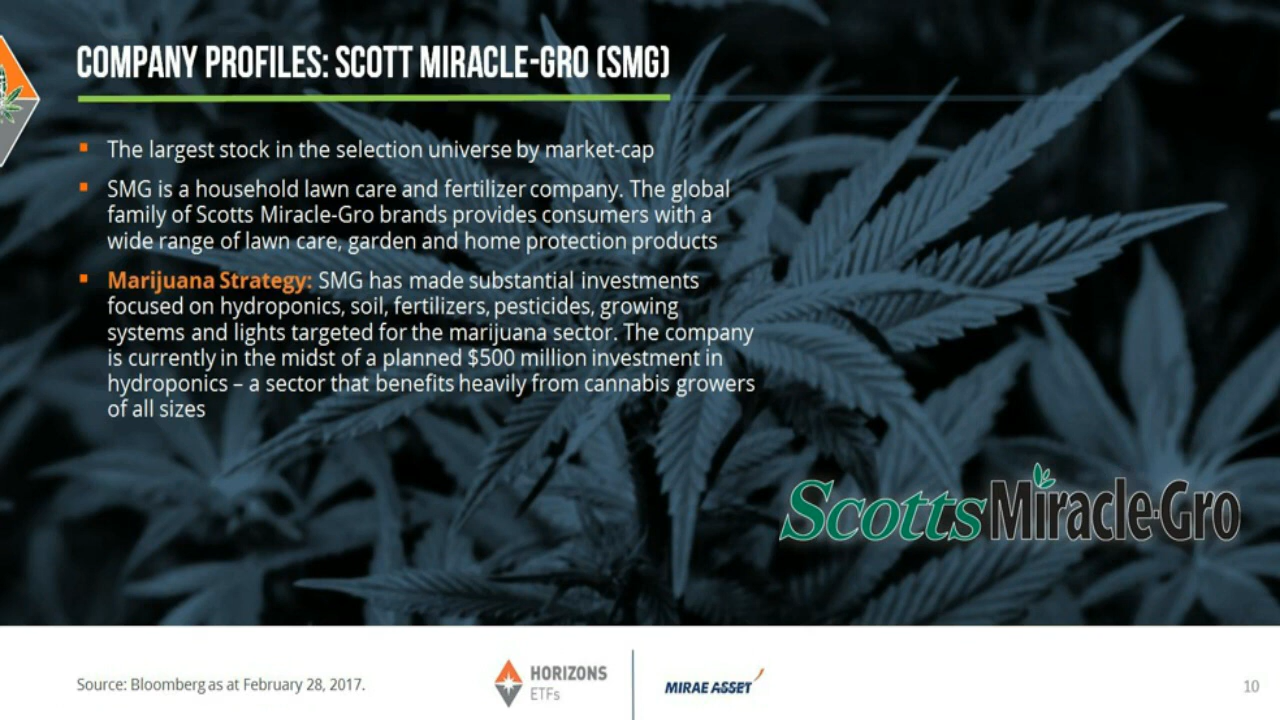 COMPANY PROFILES: SCOTT MIRACLE-GRO (SMG)
▪ The largest stock in the selection universe by market-cap
▪ SMG is a household lawn care and fertilizer company. The global
family of Scotts Miracle-Gro brands provides consumers with a
wide range of lawn care, garden and home protection products
▪ Marijuana Strategy: SMG has made substantial investments
focused on hydroponics, soil, fertilizers, pesticides, growing
systems and lights targeted for the marijuana sector. The company
is currently in the midst of a planned $500 million investment in
hydroponics – a sector that benefits heavily from cannabis growers
of all sizes
ScottsMiracle-Gro
Source: Bloomberg as at February 28, 2017.
HORIZONS
ETFs
MIRAE ASSET
10